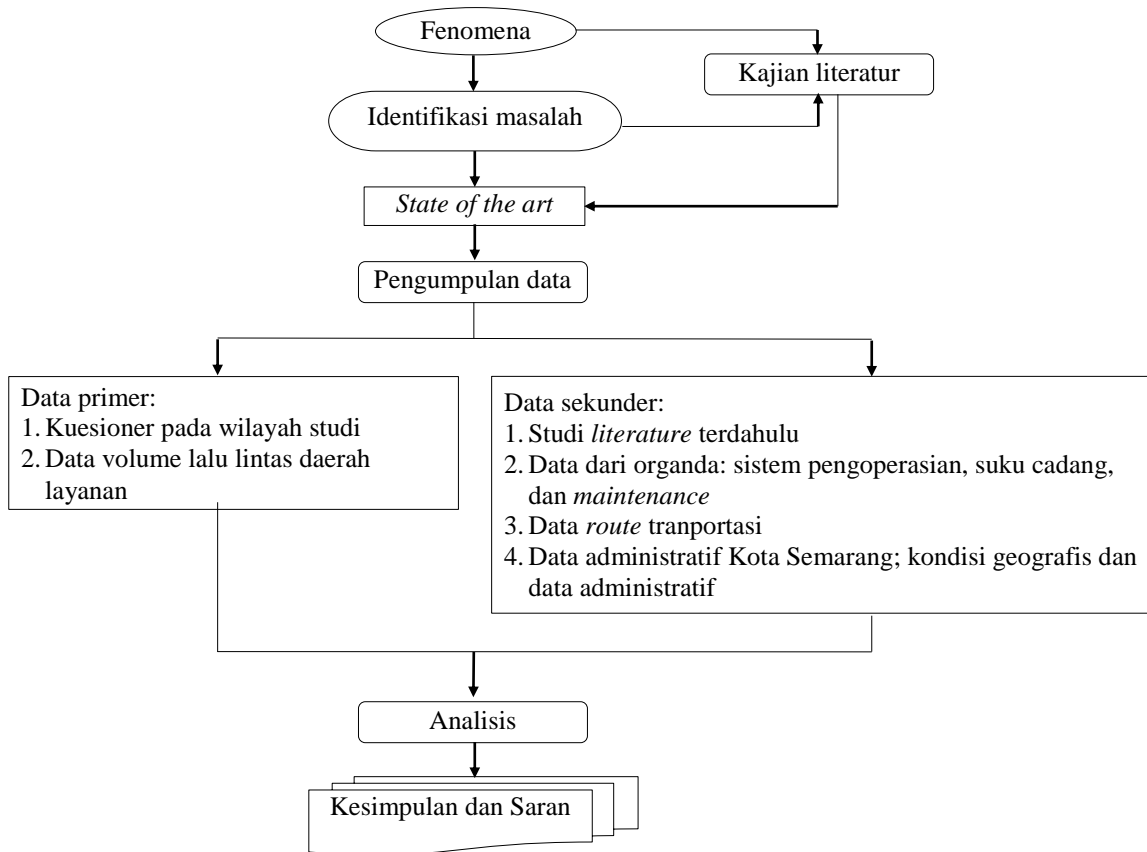 Fenomena
Kajian literatur
Identifikasi masalah
State of the art
Pengumpulan data
Data primer:
1. Kuesioner pada wilayah studi
2. Data volume lalu lintas daerah
layanan
Data sekunder:
1. Studi literature terdahulu
2. Data dari organda: sistem pengoperasian, suku cadang,
dan maintenance
3. Data route tranportasi
4. Data administratif Kota Semarang; kondisi geografis dan
data administratif
Analisis
Kesimpulan dan Saran